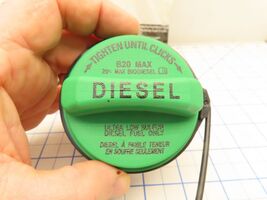 TIGHTEN UNTIL CLICKS
B20 MAX
20% MAX BIODIESEL
DIESEL
ULTRA LOW SULFUR
DIESEL FUEL ONLY
DIESEL À FAIBLE TENEUR
EN SOUFRE SEULEMENT